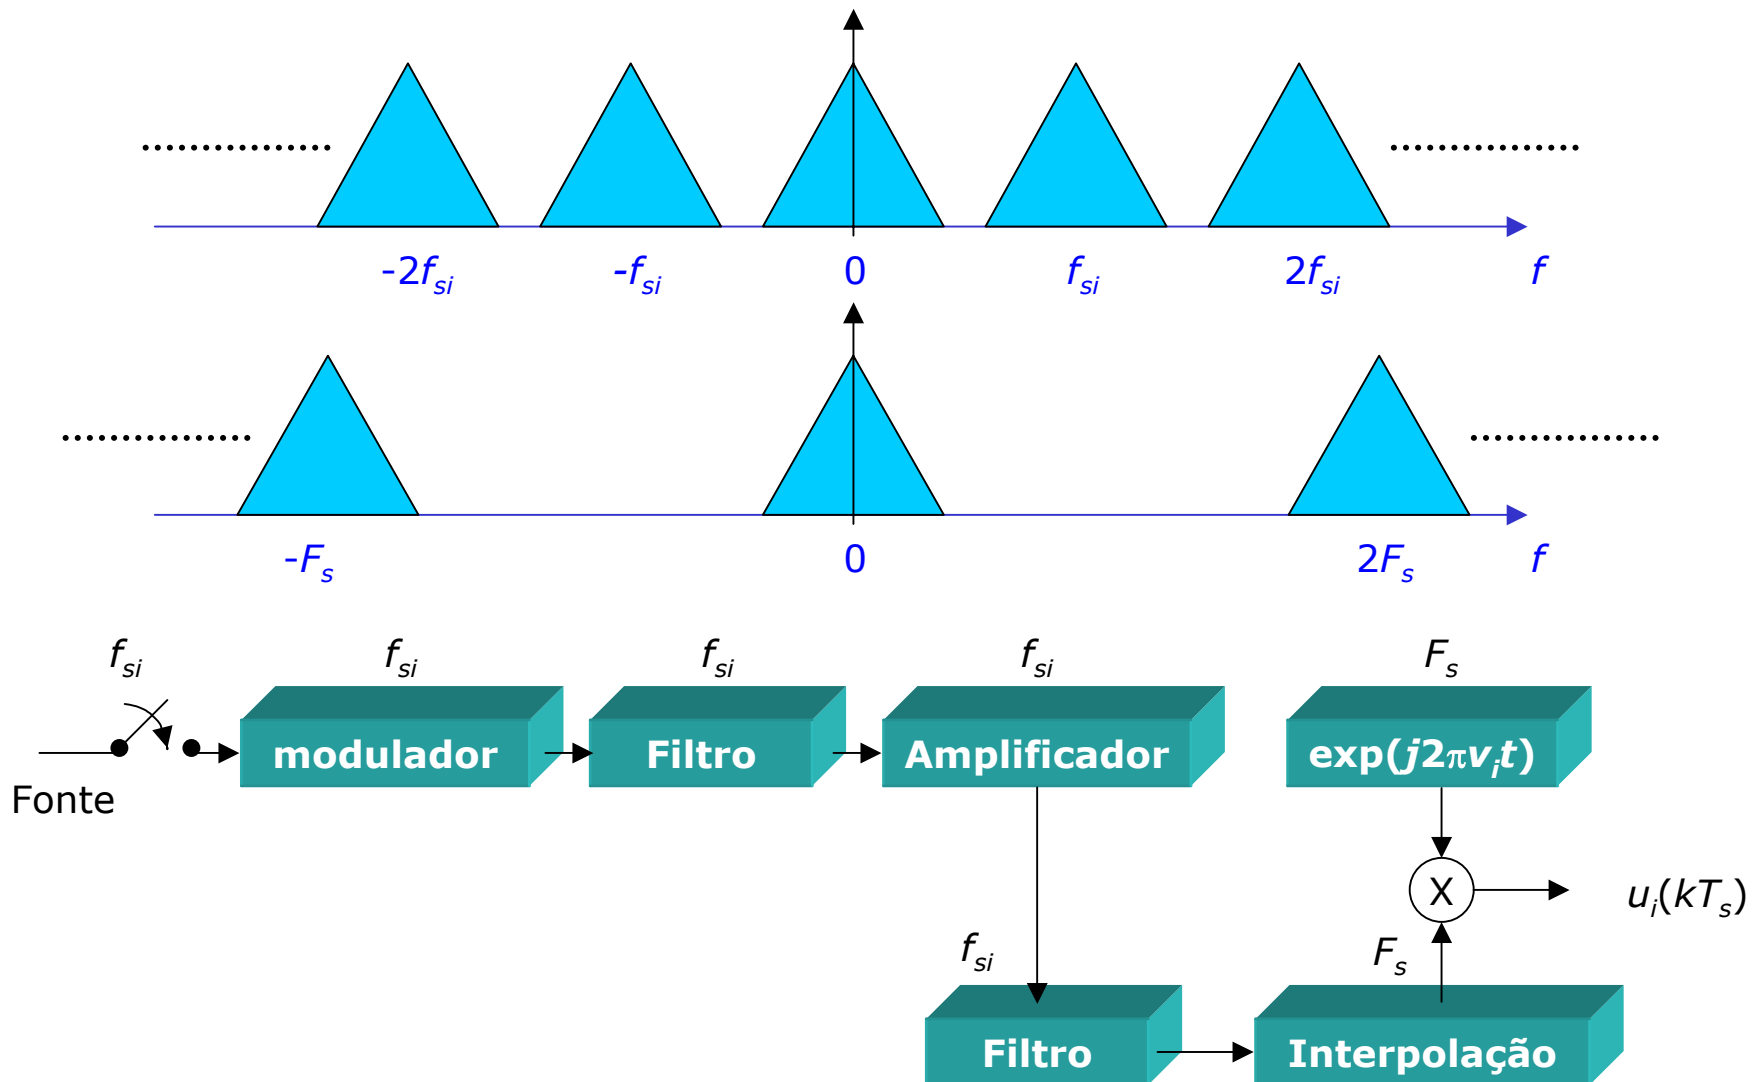 -2fsi -fsi 0 fsi 2fsi f
-Fs 0 2Fs f
fsi fsi fsi fsi Fs
modulador Filtro Amplificador exp(j2πvit)
Fonte
X ui(kTs)
fsi Fs
Filtro Interpolação